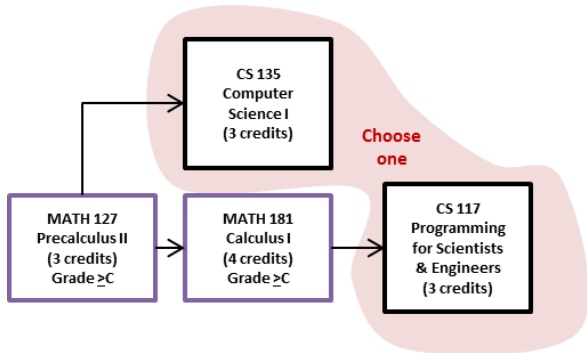 CS 135
Computer
Science I
(3 credits)
Choose
one
MATH 127
Precalculus II
(3 credits)
Grade ≥C
MATH 181
Calculus I
(4 credits)
Grade ≥C
CS 117
Programming
for Scientists
& Engineers
(3 credits)